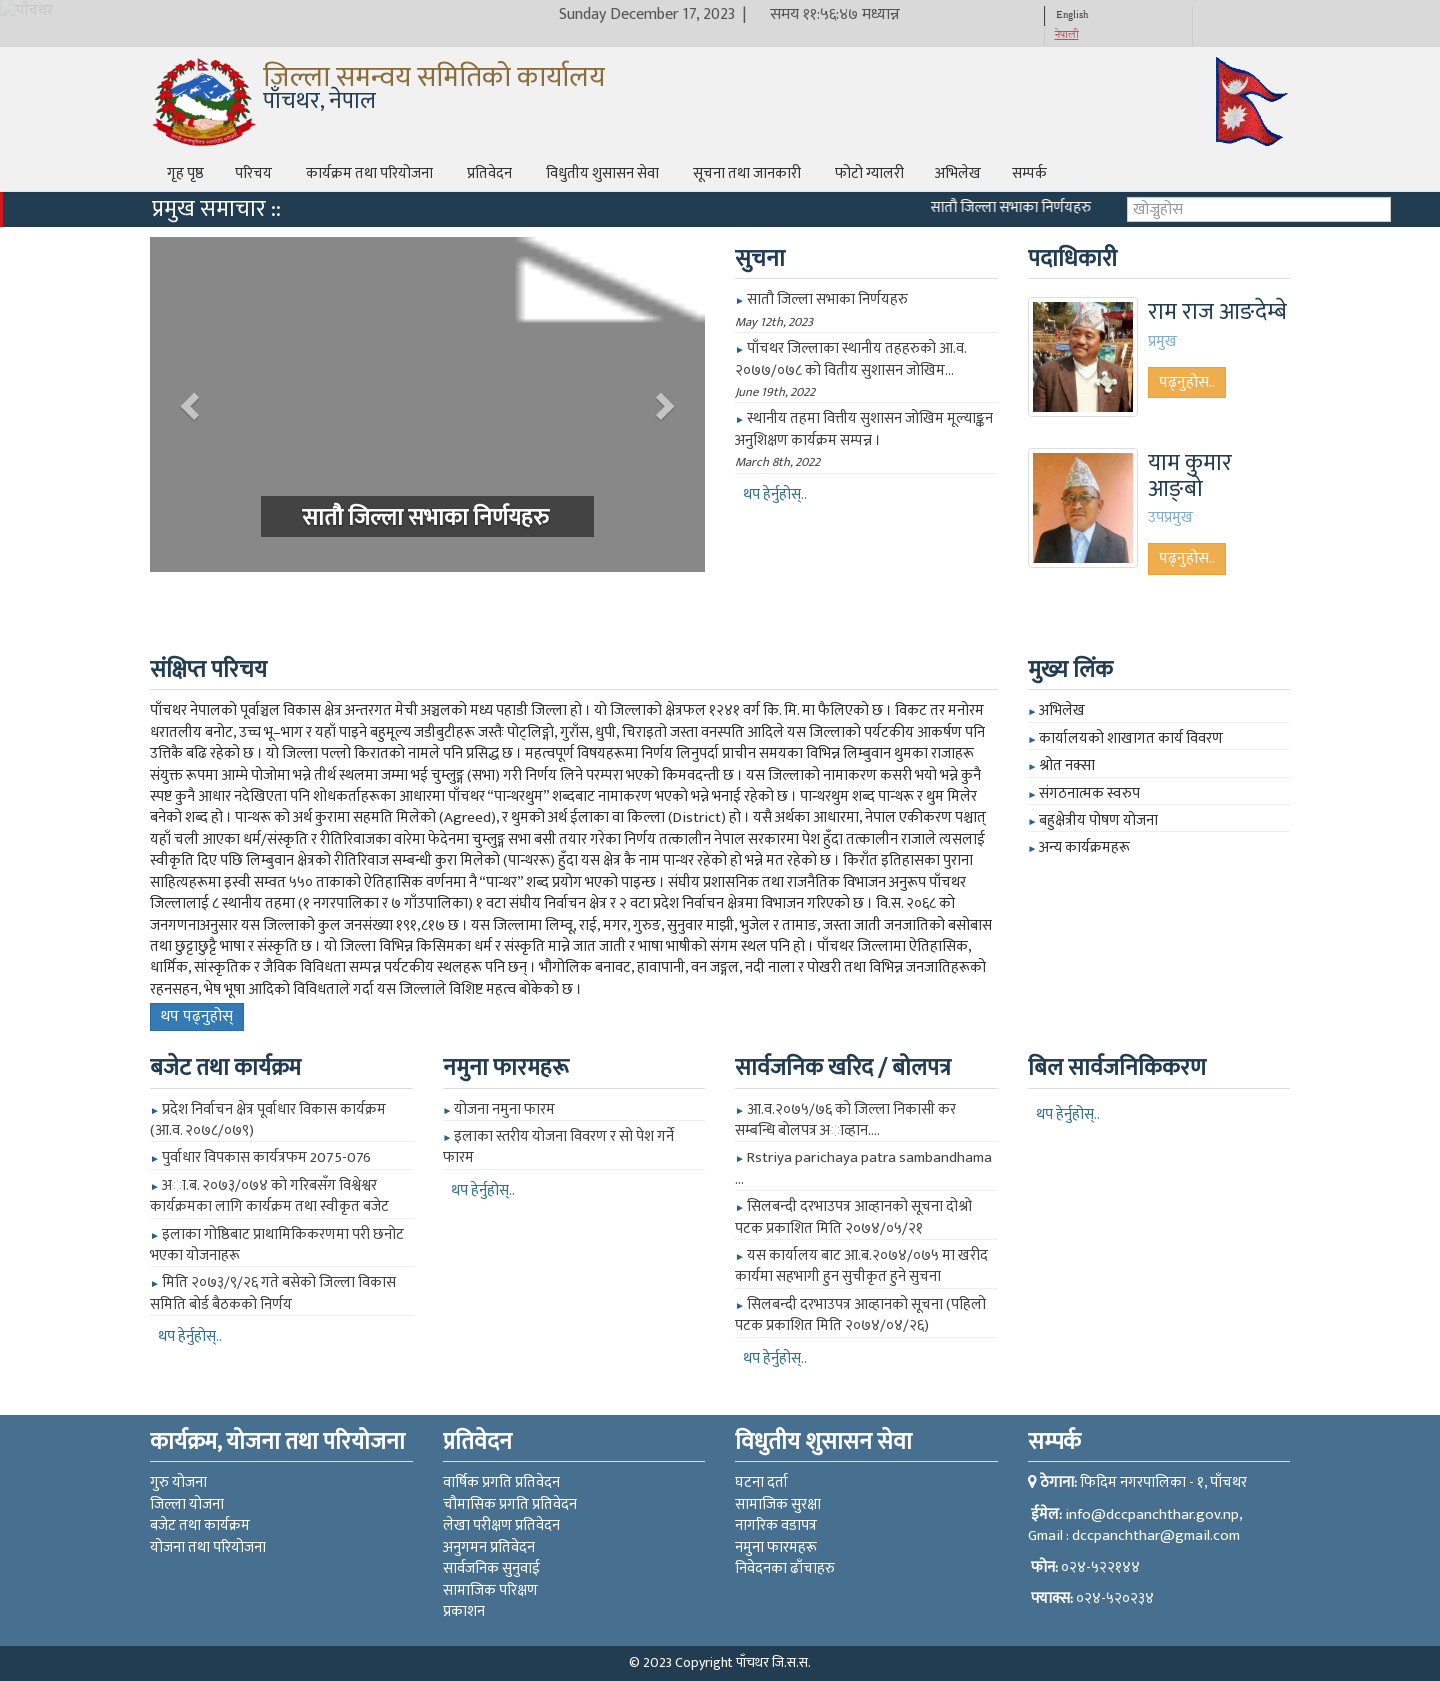 पाँचथर
Sunday December 17, 2023 | समय ११:५६:४७ मध्यान्न
English
नेपाली
जिल्ला समन्वय समितिको कार्यालय
पाँचथर, नेपाल
गृह पृष्ठ परिचय कार्यक्रम तथा परियोजना प्रतिवेदन विधुतीय शुसासन सेवा सूचना तथा जानकारी फोटो ग्यालरी अभिलेख सम्पर्क
प्रमुख समाचार :: सातौ जिल्ला सभाका निर्णयहरु खोज्नुहोस
सातौ जिल्ला सभाका निर्णयहरु
सुचना
▸ सातौ जिल्ला सभाका निर्णयहरु
May 12th, 2023
▸ पाँचथर जिल्लाका स्थानीय तहहरुको आ.व.
२०७७/०७८ को वितीय सुशासन जोखिम...
June 19th, 2022
▸ स्थानीय तहमा वित्तीय सुशासन जोखिम मूल्याङ्कन
अनुशिक्षण कार्यक्रम सम्पन्न ।
March 8th, 2022
थप हेर्नुहोस्..
पदाधिकारी
राम राज आङदेम्बे
प्रमुख
पढ्नुहोस..
याम कुमार
आङ्बो
उपप्रमुख
पढ्नुहोस..
संक्षिप्त परिचय
पाँचथर नेपालको पूर्वाञ्चल विकास क्षेत्र अन्तरगत मेची अञ्चलको मध्य पहाडी जिल्ला हो । यो जिल्लाको क्षेत्रफल १२४१ वर्ग कि. मि. मा फैलिएको छ । विकट तर मनोरम
धरातलीय बनोट, उच्च भू–भाग र यहाँ पाइने बहुमूल्य जडीबुटीहरू जस्तैः पोट्लिङ्गो, गुराँस, धुपी, चिराइतो जस्ता वनस्पति आदिले यस जिल्लाको पर्यटकीय आकर्षण पनि
उत्तिकै बढि रहेको छ । यो जिल्ला पल्लो किरातको नामले पनि प्रसिद्ध छ । महत्वपूर्ण विषयहरूमा निर्णय लिनुपर्दा प्राचीन समयका विभिन्न लिम्बुवान थुमका राजाहरू
संयुक्त रूपमा आम्मे पोजोमा भन्ने तीर्थ स्थलमा जम्मा भई चुम्लुङ्ग (सभा) गरी निर्णय लिने परम्परा भएको किमवदन्ती छ । यस जिल्लाको नामाकरण कसरी भयो भन्ने कुनै
स्पष्ट कुनै आधार नदेखिएता पनि शोधकर्ताहरूका आधारमा पाँचथर “पान्थरथुम” शब्दबाट नामाकरण भएको भन्ने भनाई रहेको छ । पान्थरथुम शब्द पान्थरू र थुम मिलेर
बनेको शब्द हो । पान्थरू को अर्थ कुरामा सहमति मिलेको (Agreed), र थुमको अर्थ ईलाका वा किल्ला (District) हो । यसै अर्थका आधारमा, नेपाल एकीकरण पश्चात्
यहाँ चली आएका धर्म/संस्कृति र रीतिरिवाजका वारेमा फेदेनमा चुम्लुङ्ग सभा बसी तयार गरेका निर्णय तत्कालीन नेपाल सरकारमा पेश हुँदा तत्कालीन राजाले त्यसलाई
स्वीकृति दिए पछि लिम्बुवान क्षेत्रको रीतिरिवाज सम्बन्धी कुरा मिलेको (पान्थररू) हुँदा यस क्षेत्र कै नाम पान्थर रहेको हो भन्ने मत रहेको छ । किराँत इतिहासका पुराना
साहित्यहरूमा इस्वी सम्वत ५५० ताकाको ऐतिहासिक वर्णनमा नै “पान्थर” शब्द प्रयोग भएको पाइन्छ । संघीय प्रशासनिक तथा राजनैतिक विभाजन अनुरूप पाँचथर
जिल्लालाई ८ स्थानीय तहमा (१ नगरपालिका र ७ गाँउपालिका) १ वटा संघीय निर्वाचन क्षेत्र र २ वटा प्रदेश निर्वाचन क्षेत्रमा विभाजन गरिएको छ । वि.स. २०६८ को
जनगणनाअनुसार यस जिल्लाको कुल जनसंख्या १९१,८१७ छ । यस जिल्लामा लिम्वू, राई, मगर, गुरुङ, सुनुवार माझी, भुजेल र तामाङ, जस्ता जाती जनजातिको बसोबास
तथा छुट्टाछुट्टै भाषा र संस्कृति छ । यो जिल्ला विभिन्न किसिमका धर्म र संस्कृति मान्ने जात जाती र भाषा भाषीको संगम स्थल पनि हो । पाँचथर जिल्लामा ऐतिहासिक,
धार्मिक, सांस्कृतिक र जैविक विविधता सम्पन्न पर्यटकीय स्थलहरू पनि छन् । भौगोलिक बनावट, हावापानी, वन जङ्गल, नदी नाला र पोखरी तथा विभिन्न जनजातिहरूको
रहनसहन, भेष भूषा आदिको विविधताले गर्दा यस जिल्लाले विशिष्ट महत्व बोकेको छ ।
थप पढ्नुहोस्
मुख्य लिंक
▸ अभिलेख
▸ कार्यालयको शाखागत कार्य विवरण
▸ श्रोत नक्सा
▸ संगठनात्मक स्वरुप
▸ बहुक्षेत्रीय पोषण योजना
▸ अन्य कार्यक्रमहरू
बजेट तथा कार्यक्रम
▸ प्रदेश निर्वाचन क्षेत्र पूर्वाधार विकास कार्यक्रम
(आ.व. २०७८/०७९)
▸ पुर्वाधार विपकास कार्यत्रफम 2075-076
▸ अा.ब. २०७३/०७४ को गरिबसँग विश्वेश्वर
कार्यक्रमका लागि कार्यक्रम तथा स्वीकृत बजेट
▸ इलाका गोष्ठिबाट प्राथामिकिकरणमा परी छनोट
भएका योजनाहरू
▸ मिति २०७३/९/२६ गते बसेको जिल्ला विकास
समिति बोर्ड बैठकको निर्णय
थप हेर्नुहोस्..
नमुना फारमहरू
▸ योजना नमुना फारम
▸ इलाका स्तरीय योजना विवरण र सो पेश गर्ने
फारम
थप हेर्नुहोस्..
सार्वजनिक खरिद / बोलपत्र
▸ आ.व.२०७५/७६ को जिल्ला निकासी कर
सम्बन्धि बोलपत्र अाव्हान....
▸ Rstriya parichaya patra sambandhama
...
▸ सिलबन्दी दरभाउपत्र आव्हानको सूचना दोश्रो
पटक प्रकाशित मिति २०७४/०५/२१
▸ यस कार्यालय बाट आ.ब.२०७४/०७५ मा खरीद
कार्यमा सहभागी हुन सुचीकृत हुने सुचना
▸ सिलबन्दी दरभाउपत्र आव्हानको सूचना (पहिलो
पटक प्रकाशित मिति २०७४/०४/२६)
थप हेर्नुहोस्..
बिल सार्वजनिकिकरण
थप हेर्नुहोस्..
कार्यक्रम, योजना तथा परियोजना
गुरु योजना
जिल्ला योजना
बजेट तथा कार्यक्रम
योजना तथा परियोजना
प्रतिवेदन
वार्षिक प्रगति प्रतिवेदन
चौमासिक प्रगति प्रतिवेदन
लेखा परीक्षण प्रतिवेदन
अनुगमन प्रतिवेदन
सार्वजनिक सुनुवाई
सामाजिक परिक्षण
प्रकाशन
विधुतीय शुसासन सेवा
घटना दर्ता
सामाजिक सुरक्षा
नागरिक वडापत्र
नमुना फारमहरू
निवेदनका ढाँचाहरु
सम्पर्क
ठेगाना: फिदिम नगरपालिका - १, पाँचथर
ईमेल: info@dccpanchthar.gov.np,
Gmail : dccpanchthar@gmail.com
फोन: ०२४-५२२१४४
फ्याक्स: ०२४-५२०२३४
© 2023 Copyright पाँचथर जि.स.स.